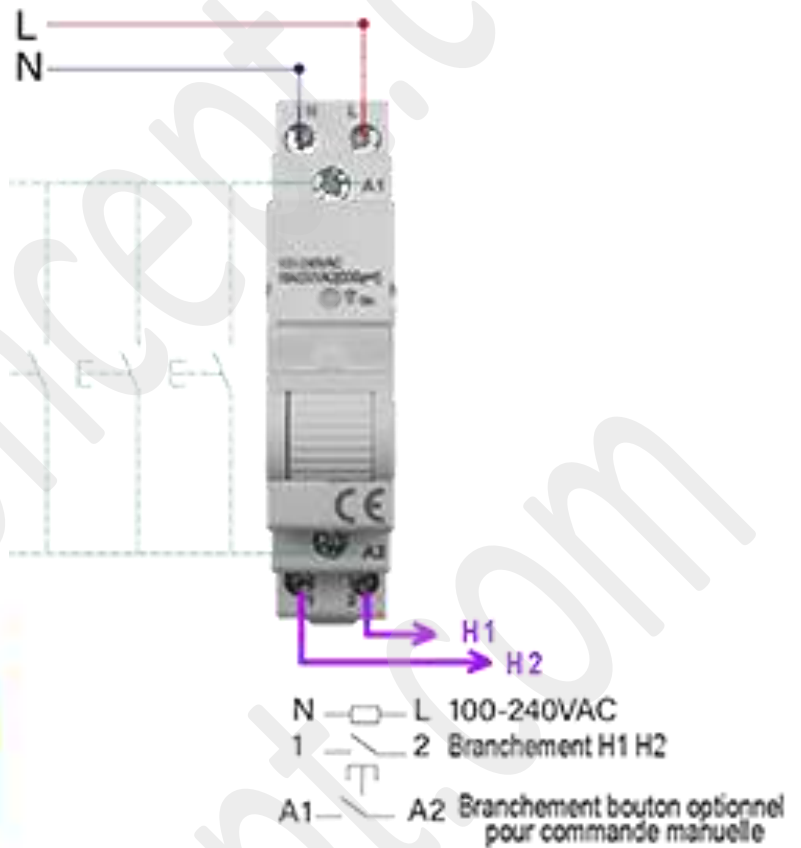 L
N
N L
A1
CE
A2
H1
H2
N L 100-240VAC
1 2 Branchement H1 H2
A1 A2 Branchement bouton optionnel
pour commande manuelle